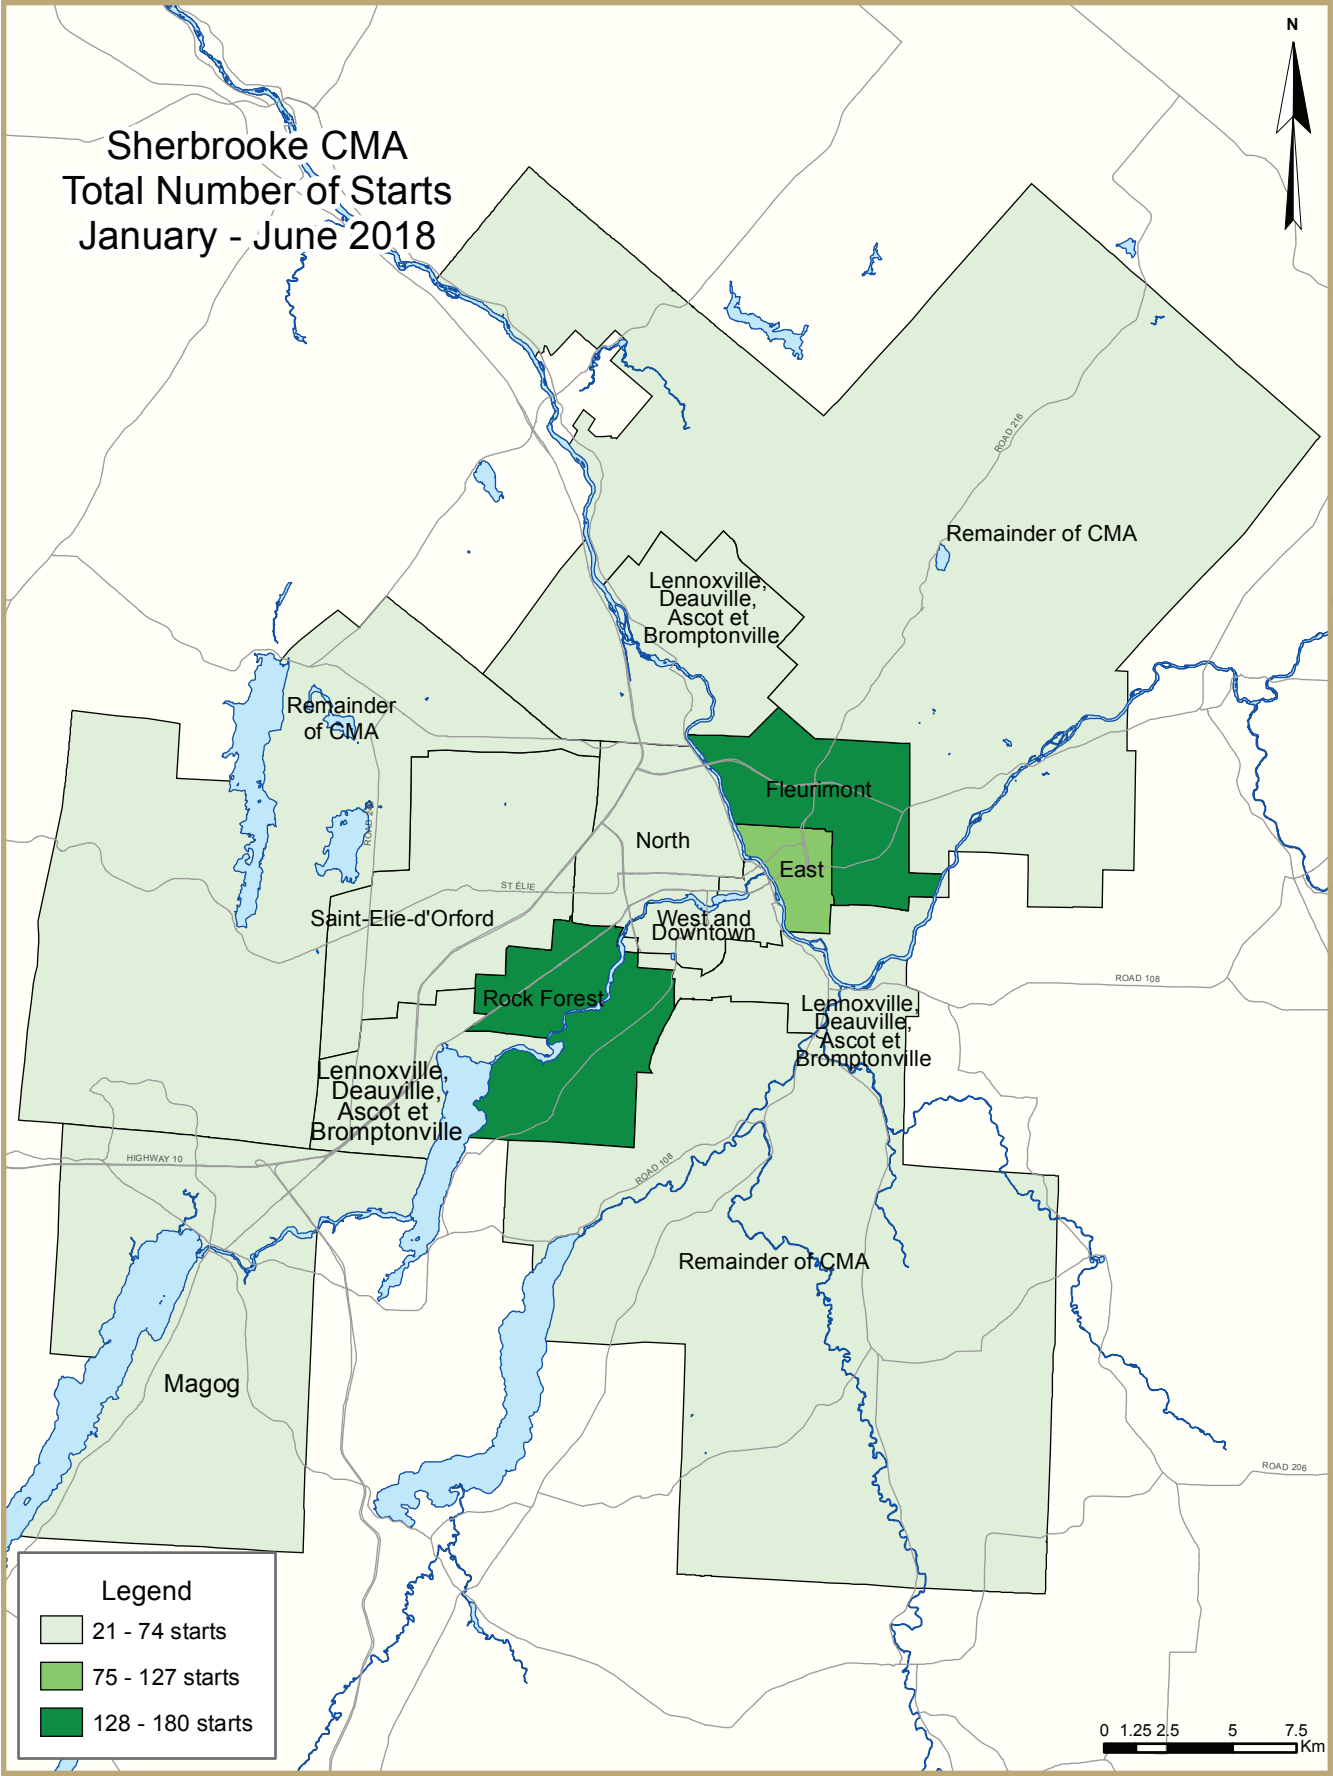 N
Sherbrooke CMA
Total Number of Starts
January - June 2018
ROAD 216
Remainder of CMA
Lennoxville,
Deauville,
Ascot et
Bromptonville
Remainder
of CMA
Fleurimont
North
East
ST ÉLIE
Saint-Elie-d'Orford
West and
Downtown
ROAD 108
Rock Forest
Lennoxville,
Deauville,
Ascot et
Bromptonville
Lennoxville,
Deauville,
Ascot et
Bromptonville
HIGHWAY 10
ROAD 108
Remainder of CMA
Magog
ROAD 206
Legend
21 - 74 starts
75 - 127 starts
128 - 180 starts
0 1.25 2.5 5 7.5
Km